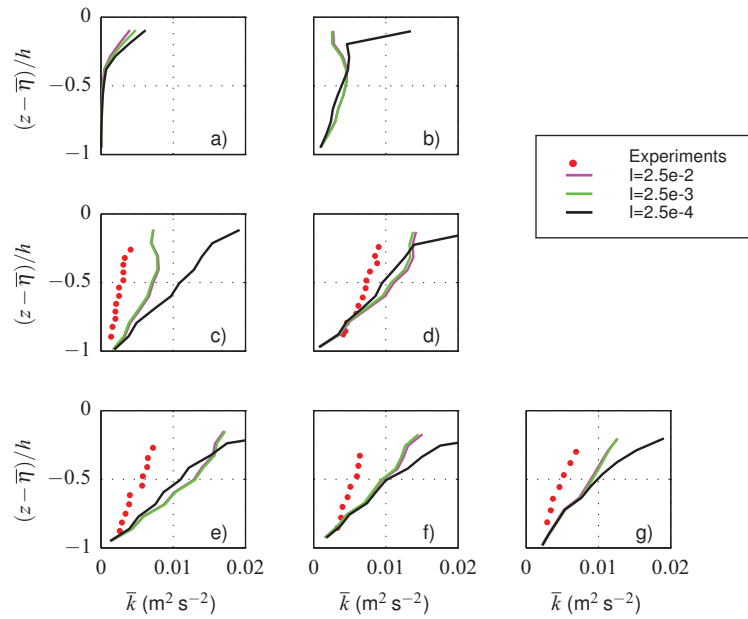 0
−0.5
−1
(z − η̅)/h
a)
b)
Experiments
I=2.5e-2
I=2.5e-3
I=2.5e-4
0
−0.5
−1
(z − η̅)/h
c)
d)
0
−0.5
−1
(z − η̅)/h
e)
f)
g)
0 0.01 0.02
0 0.01 0.02
0 0.01 0.02
k̅ (m² s⁻²)
k̅ (m² s⁻²)
k̅ (m² s⁻²)